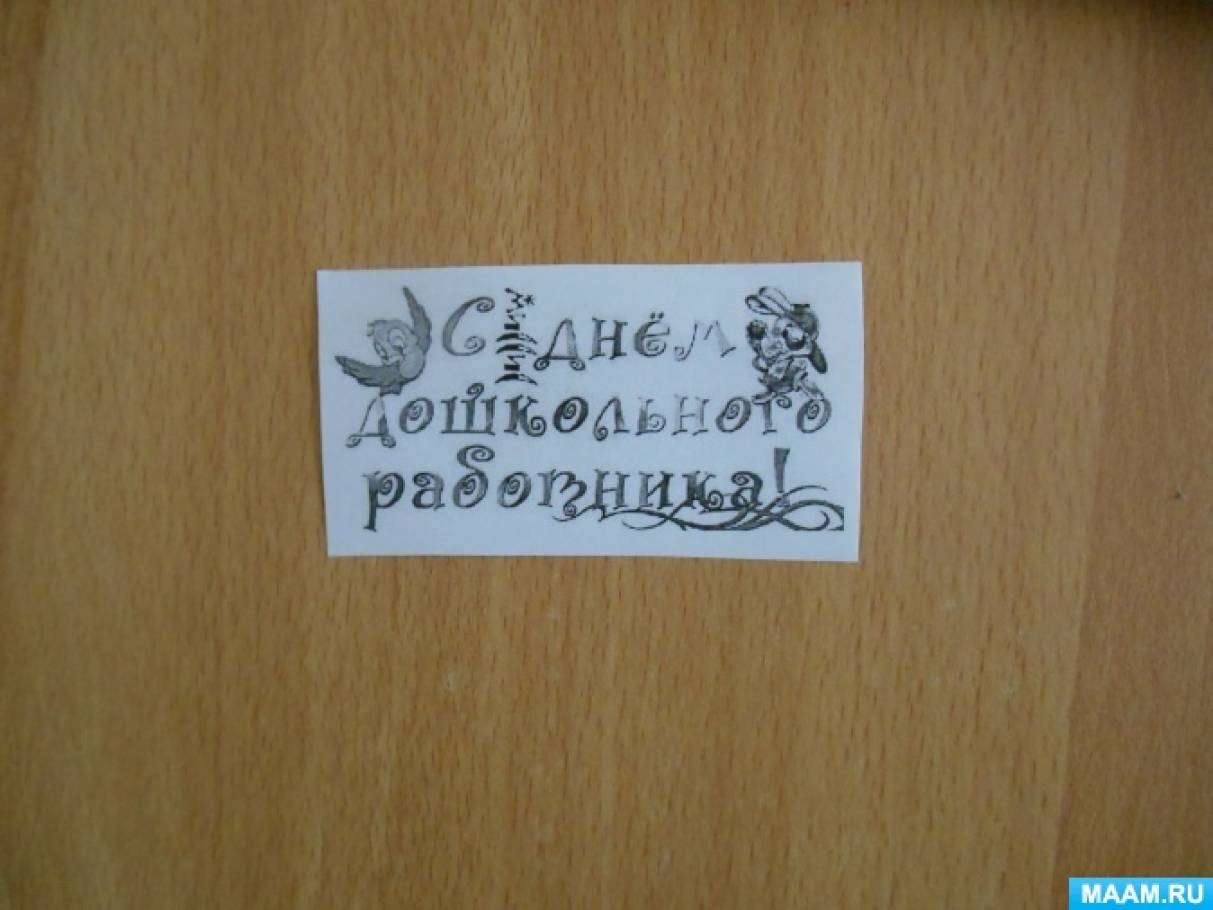 С днём
дошкольного
работника!
MAAM.RU